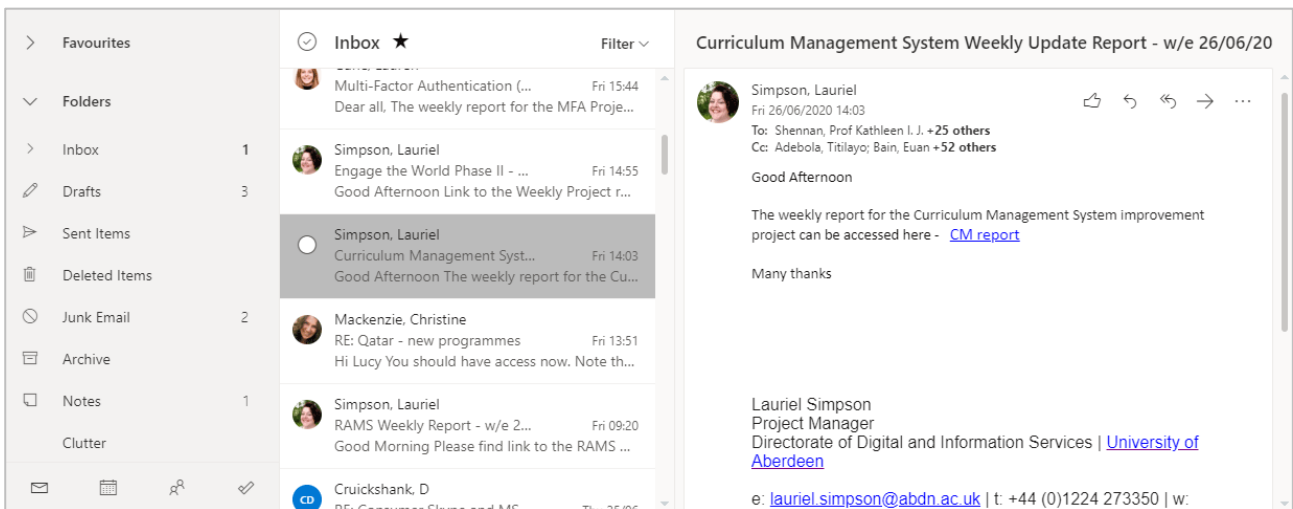 Favourites
Folders
Inbox 1
Drafts 3
Sent Items
Deleted Items
Junk Email 2
Archive
Notes 1
Clutter
Inbox ★ Filter
Multi-Factor Authentication (... Fri 15:44
Dear all, The weekly report for the MFA Proje...
Simpson, Lauriel
Engage the World Phase II - ... Fri 14:55
Good Afternoon Link to the Weekly Project r...
Simpson, Lauriel
Curriculum Management Syst... Fri 14:03
Good Afternoon The weekly report for the Cu...
Mackenzie, Christine
RE: Qatar - new programmes Fri 13:51
Hi Lucy You should have access now. Note th...
Simpson, Lauriel
RAMS Weekly Report - w/e 2... Fri 09:20
Good Morning Please find link to the RAMS ...
CD
Cruickshank, D
RE: Consumer Skype and MS Thu 25/06
Curriculum Management System Weekly Update Report - w/e 26/06/20
Simpson, Lauriel
Fri 26/06/2020 14:03
To: Shennan, Prof Kathleen I. J. +25 others
Cc: Adebola, Titilayo; Bain, Euan +52 others
Good Afternoon
The weekly report for the Curriculum Management System improvement
project can be accessed here - CM report
Many thanks
Lauriel Simpson
Project Manager
Directorate of Digital and Information Services | University of
Aberdeen
e: lauriel.simpson@abdn.ac.uk | t: +44 (0)1224 273350 | w: